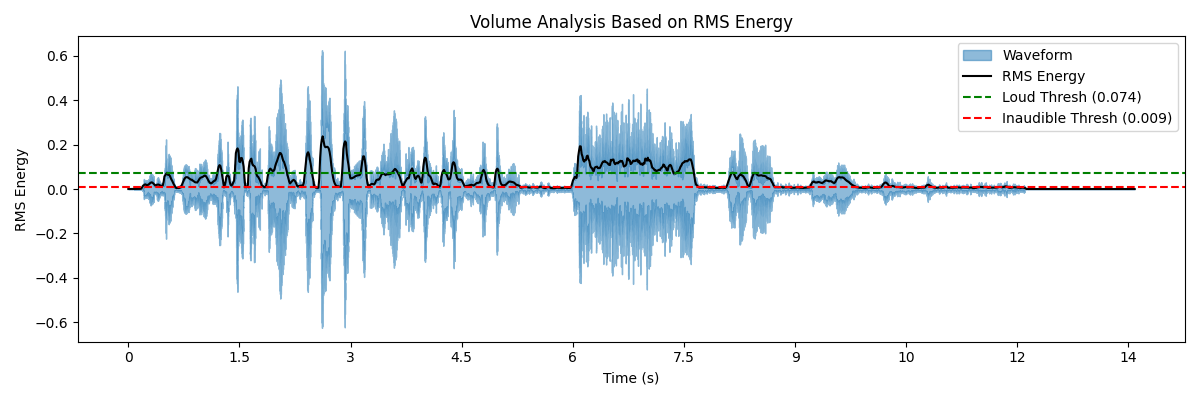 Volume Analysis Based on RMS Energy
RMS Energy
0.6
0.4
0.2
0.0
−0.2
−0.4
−0.6
Waveform
RMS Energy
Loud Thresh (0.074)
Inaudible Thresh (0.009)
0 1.5 3 4.5 6 7.5 9 10 12 14
Time (s)